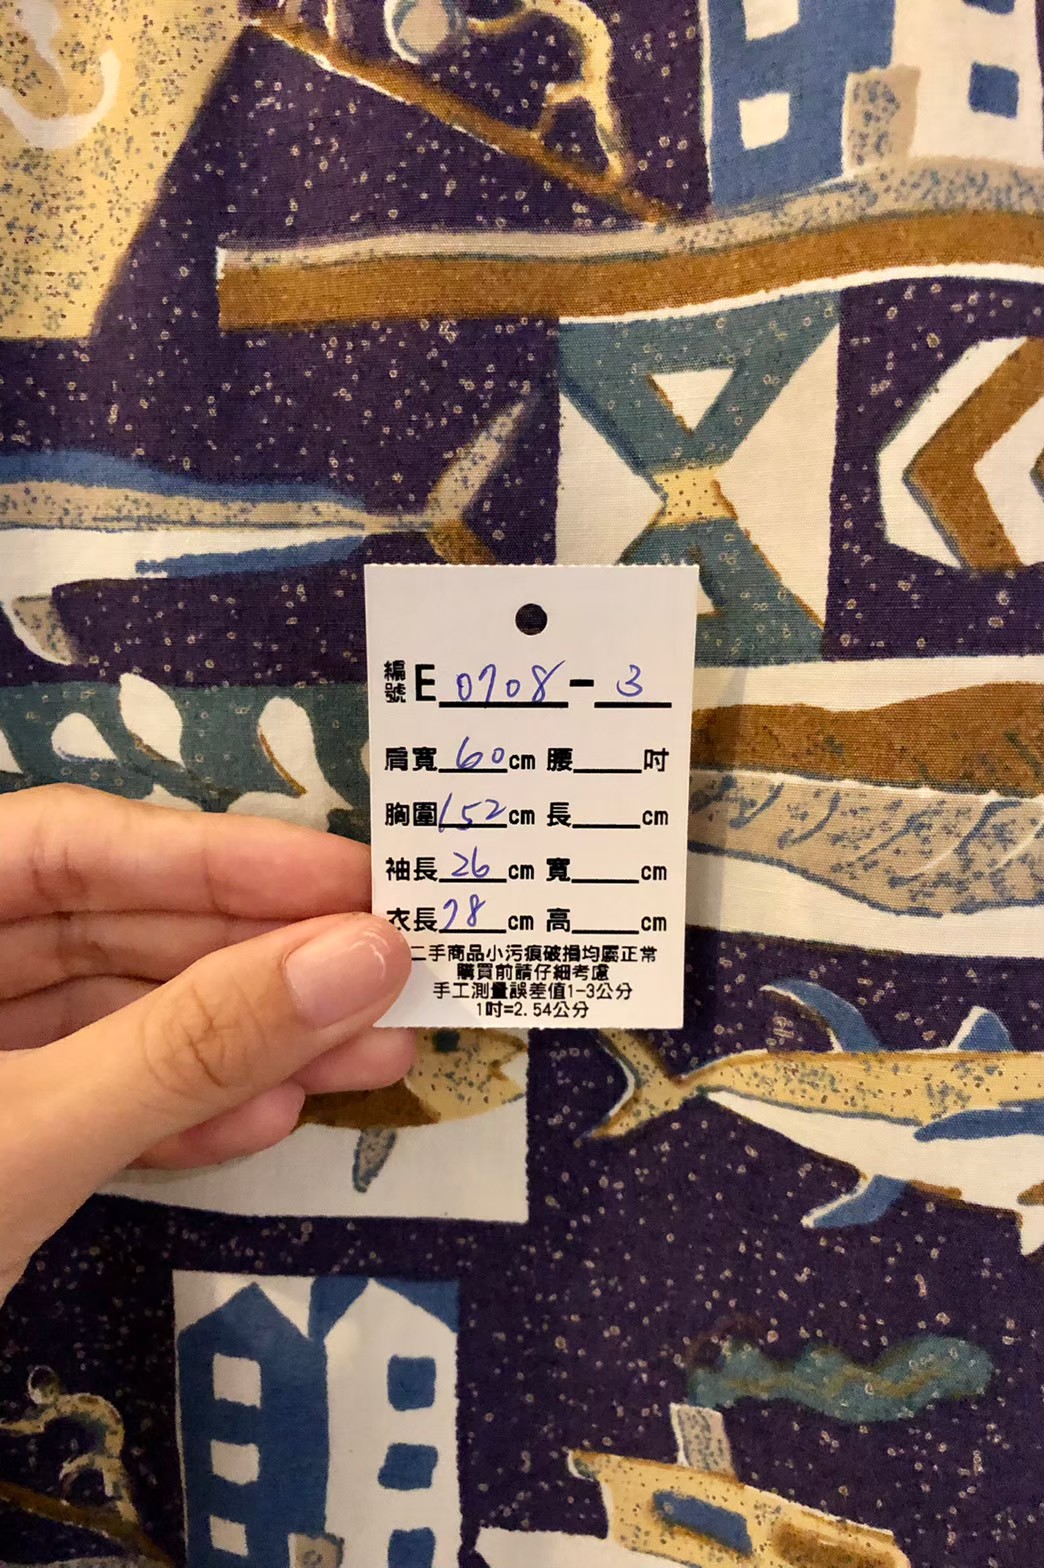 編號E 0708-3
肩寬 60 cm 腰 吋
胸圍 152 cm 長 cm
袖長 26 cm 寬 cm
衣長 78 cm 高 cm
二手商品小污痕破損均屬正常
購買前請仔細考慮
手工測量誤差值1-3公分
1吋=2.54公分